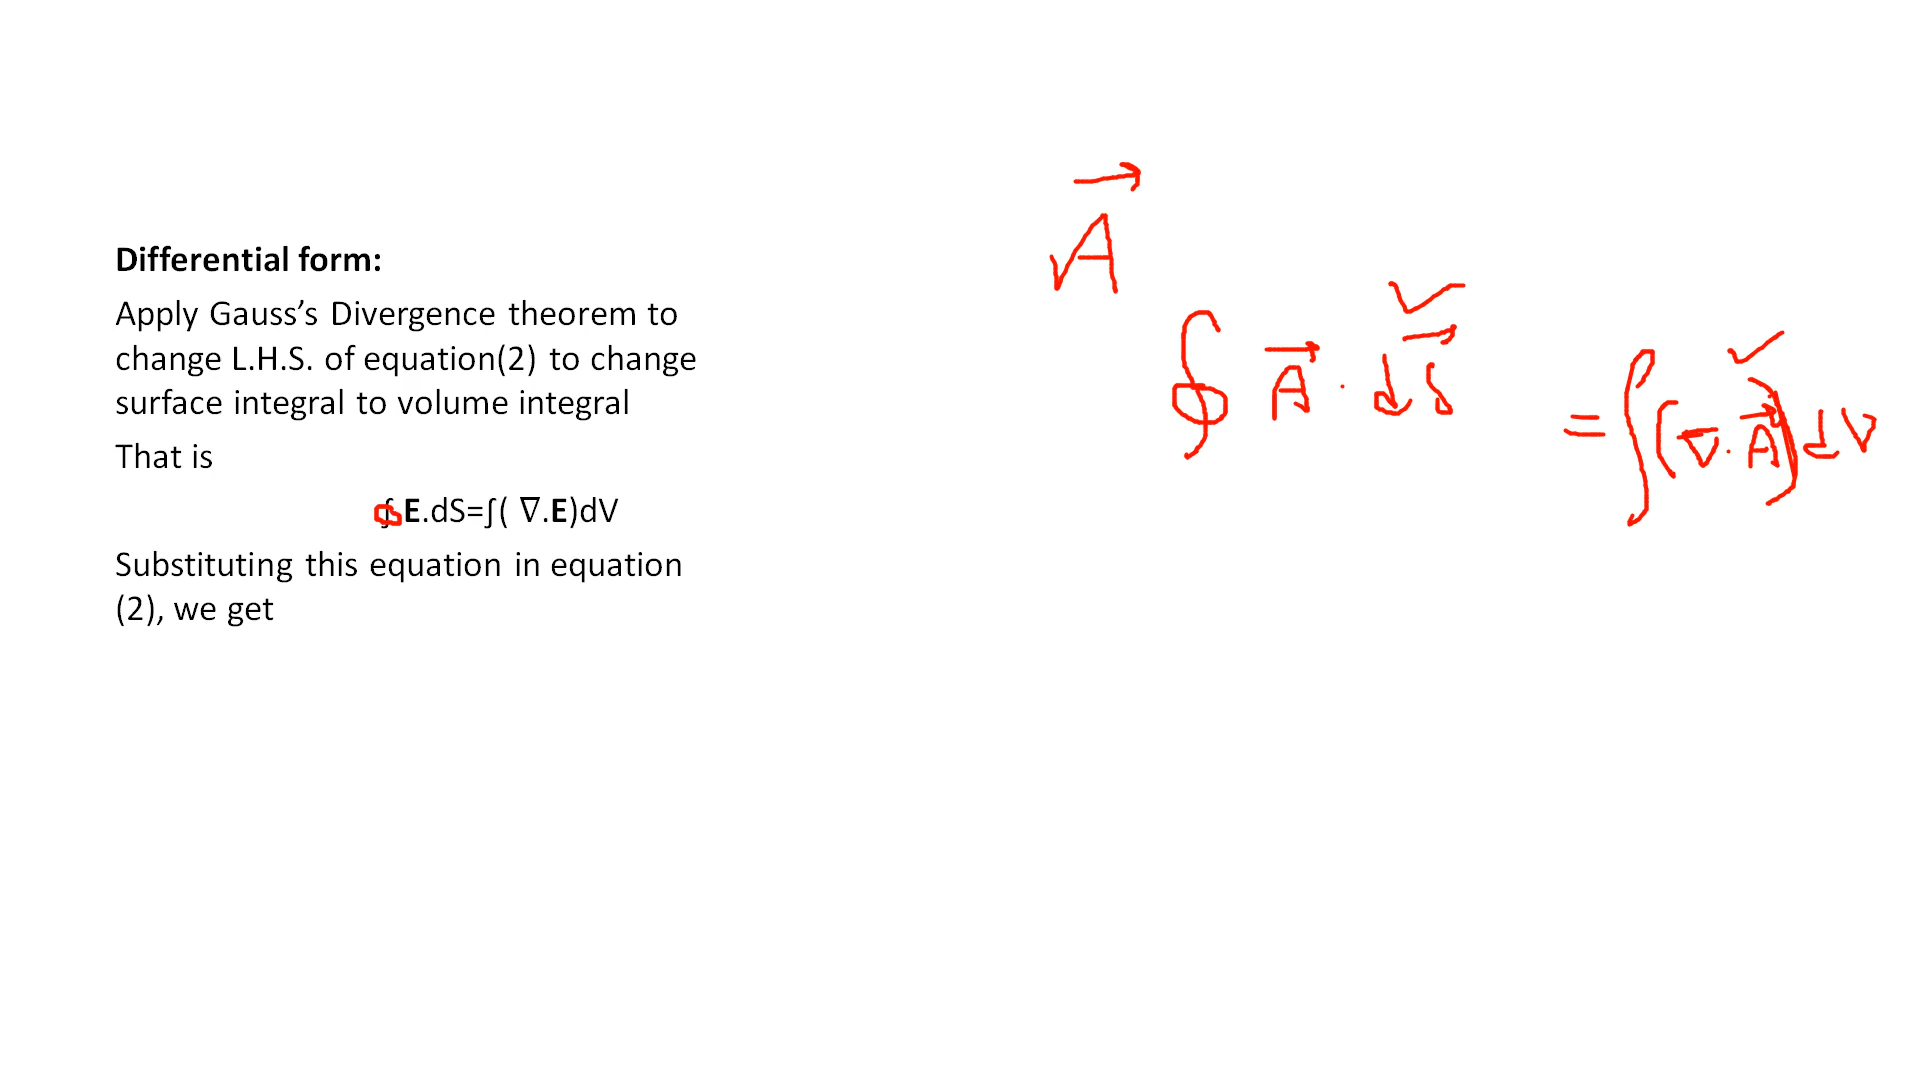 Differential form:
Apply Gauss’s Divergence theorem to
change L.H.S. of equation(2) to change
surface integral to volume integral
That is
∮E.dS=∫( ∇.E)dV
Substituting this equation in equation
(2), we get
A⃗
∮ A⃗ . dS⃗ = ∫(∇.A⃗)dV